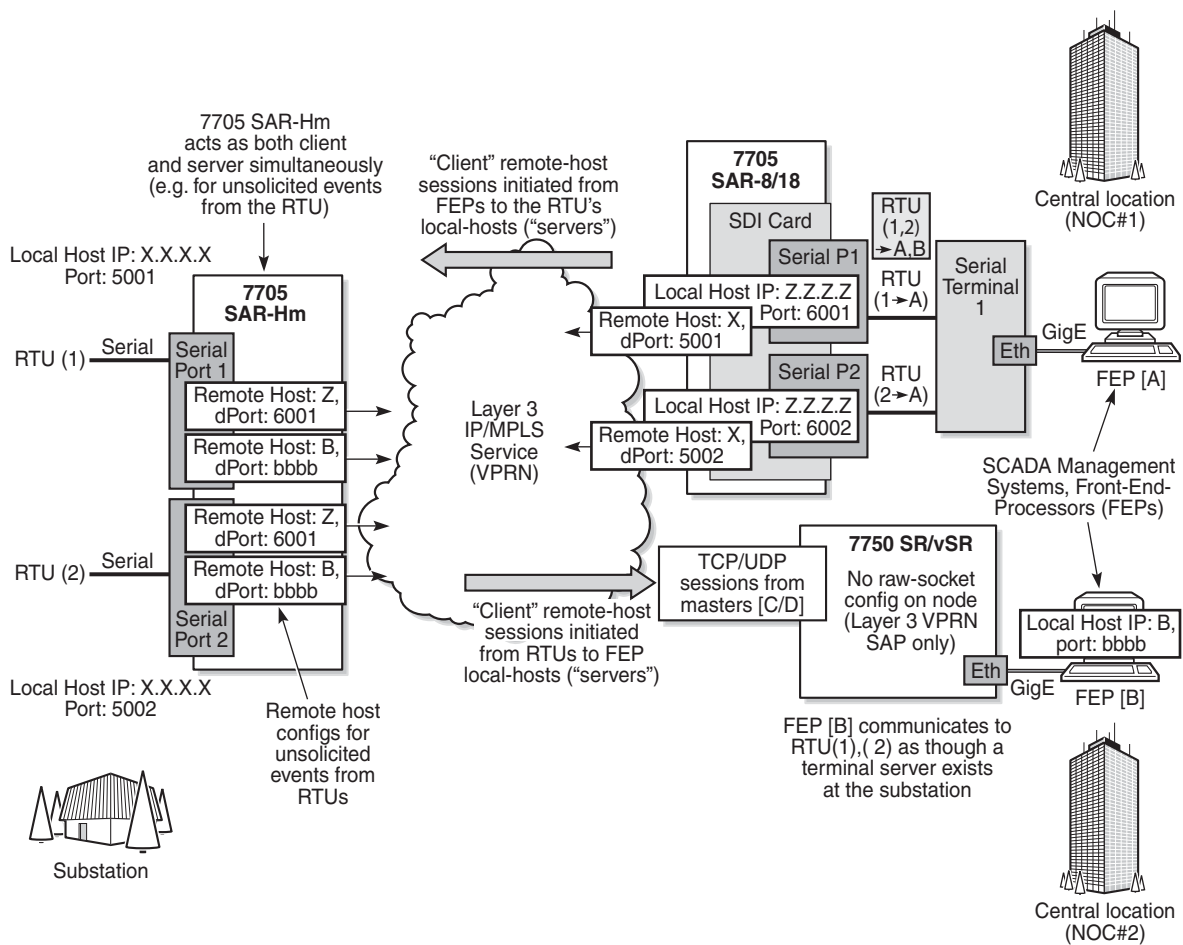 7705 SAR-Hm
acts as both client
and server simultaneously
(e.g. for unsolicited events
from the RTU)
Local Host IP: X.X.X.X
Port: 5001
7705
SAR-Hm
RTU (1)
Serial
Serial
Port 1
Remote Host: Z,
dPort: 6001
Remote Host: B,
dPort: bbbb
Remote Host: Z,
dPort: 6001
RTU (2)
Serial
Remote Host: B,
dPort: bbbb
Serial
Port 2
Local Host IP: X.X.X.X
Port: 5002
Remote host
configs for
unsolicited
events from
RTUs
Substation
“Client” remote-host
sessions initiated from
FEPs to the RTU’s
local-hosts (“servers”)
Layer 3
IP/MPLS
Service
(VPRN)
“Client” remote-host
sessions initiated
from RTUs to FEP
local-hosts (“servers”)
7705
SAR-8/18
SDI Card
Serial P1
Local Host IP: Z.Z.Z.Z
Port: 6001
Remote Host: X,
dPort: 5001
Serial P2
Local Host IP: Z.Z.Z.Z
Port: 6002
Remote Host: X,
dPort: 5002
RTU
(1,2)
→A,B
RTU
(1→A)
RTU
(2→A)
Serial
Terminal
1
Eth
GigE
FEP [A]
Central location
(NOC#1)
SCADA Management
Systems, Front-End-
Processors (FEPs)
TCP/UDP
sessions from
masters [C/D]
7750 SR/vSR
No raw-socket
config on node
(Layer 3 VPRN
SAP only)
Eth
GigE
Local Host IP: B,
port: bbbb
FEP [B]
FEP [B] communicates to
RTU(1),( 2) as though a
terminal server exists
at the substation
Central location
(NOC#2)